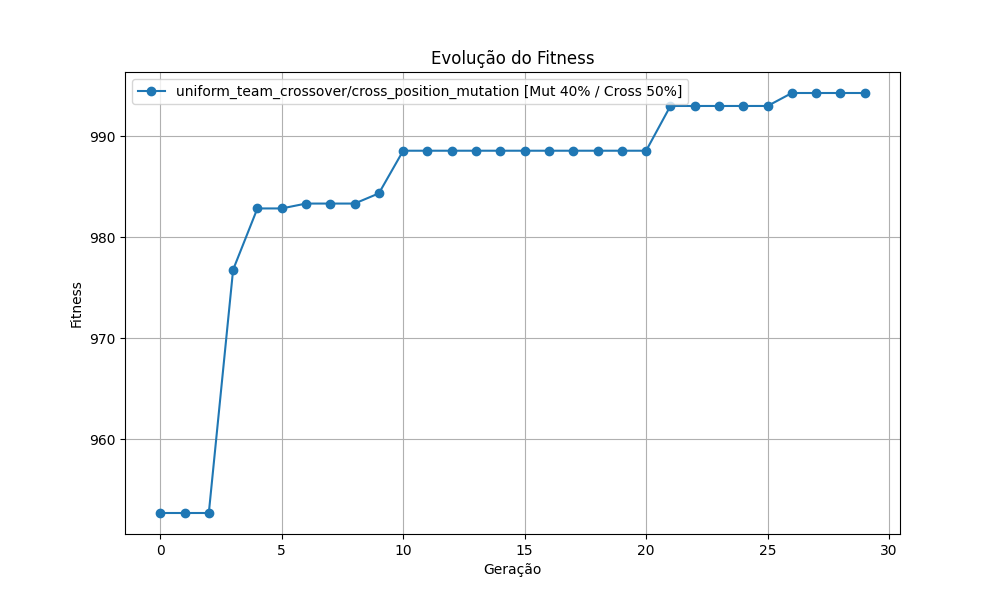 Evolução do Fitness
uniform_team_crossover/cross_position_mutation [Mut 40% / Cross 50%]
990
980
970
960
Fitness
0 5 10 15 20 25 30
Geração